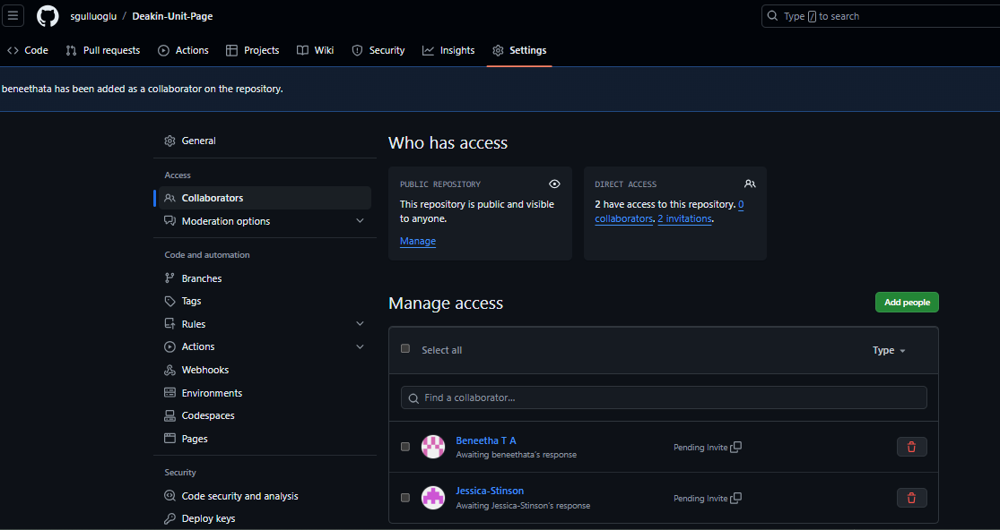 sgulluoglu / Deakin-Unit-Page
Type / to search
Code Pull requests Actions Projects Wiki Security Insights Settings
beneethata has been added as a collaborator on the repository.
General
Access
Collaborators
Moderation options
Code and automation
Branches
Tags
Rules
Actions
Webhooks
Environments
Codespaces
Pages
Security
Code security and analysis
Deploy keys
Who has access
PUBLIC REPOSITORY
This repository is public and visible
to anyone.
Manage
DIRECT ACCESS
2 have access to this repository. 0
collaborators. 2 invitations.
Manage access
Add people
Select all
Type
Find a collaborator...
Beneetha T A
Awaiting beneethata's response
Pending Invite
Jessica-Stinson
Awaiting Jessica-Stinson's response
Pending Invite